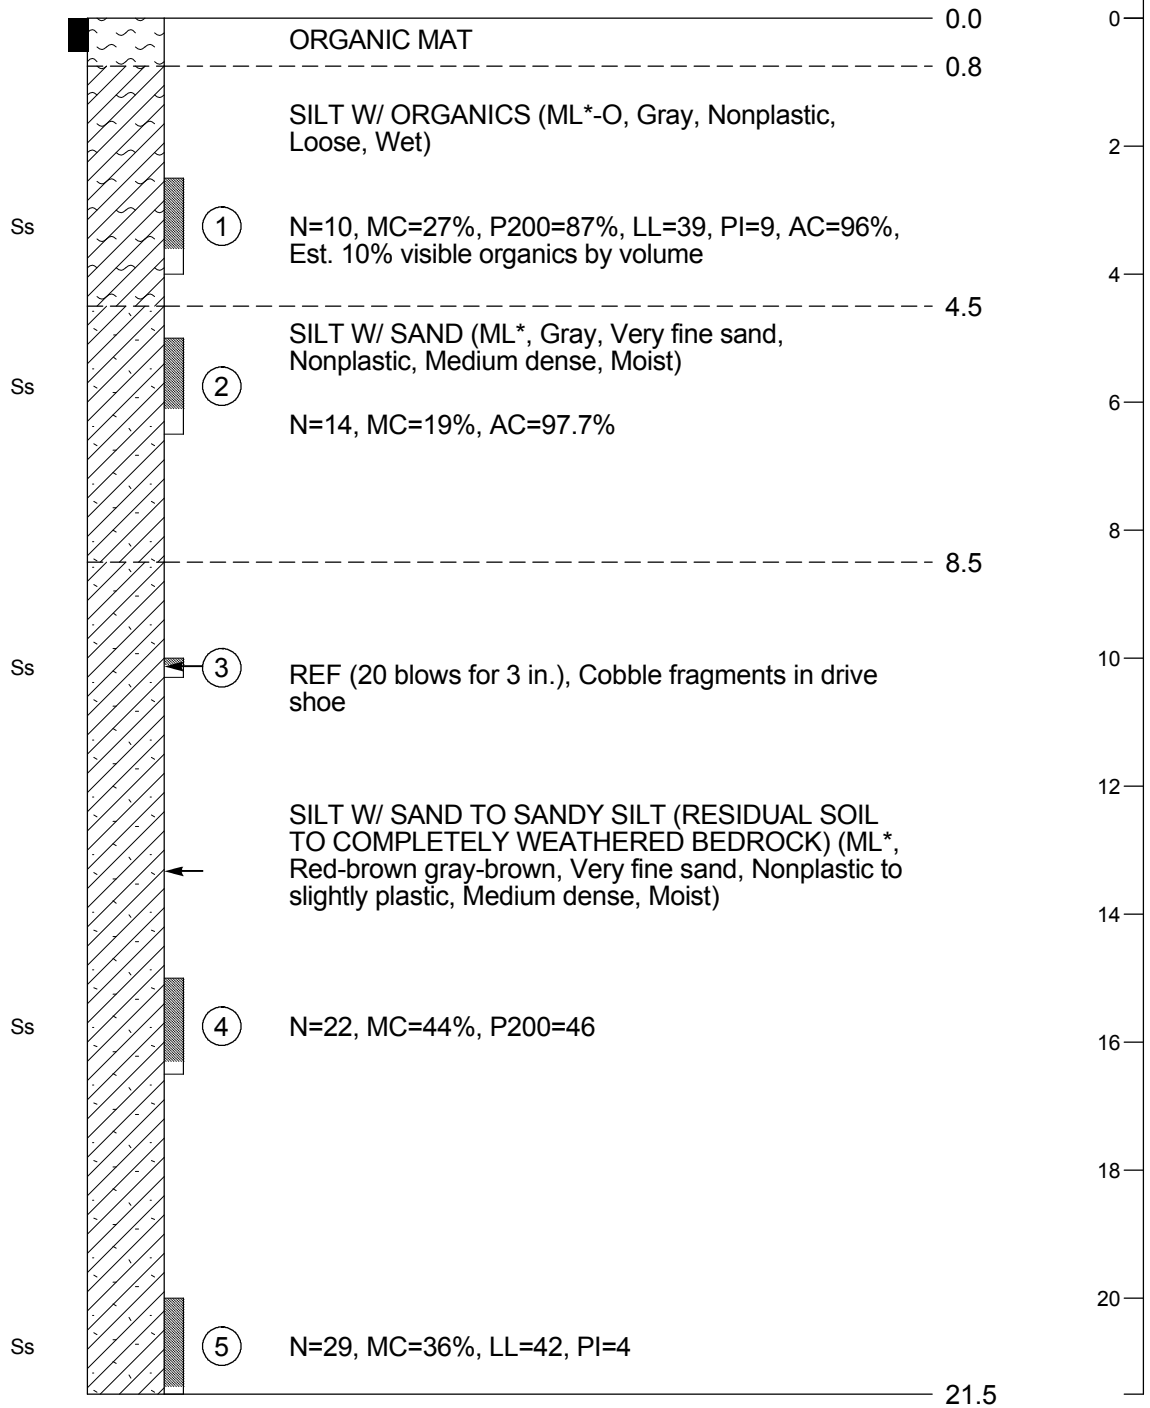 0.0
0
ORGANIC MAT
0.8
SILT W/ ORGANICS (ML*-O, Gray, Nonplastic,
Loose, Wet)
2
Ss
1
N=10, MC=27%, P200=87%, LL=39, PI=9, AC=96%,
Est. 10% visible organics by volume
4
4.5
SILT W/ SAND (ML*, Gray, Very fine sand,
Nonplastic, Medium dense, Moist)
Ss
2
6
N=14, MC=19%, AC=97.7%
8
8.5
Ss
3
10
REF (20 blows for 3 in.), Cobble fragments in drive
shoe
12
SILT W/ SAND TO SANDY SILT (RESIDUAL SOIL
TO COMPLETELY WEATHERED BEDROCK) (ML*,
Red-brown gray-brown, Very fine sand, Nonplastic to
slightly plastic, Medium dense, Moist)
14
Ss
4
N=22, MC=44%, P200=46
16
18
20
Ss
5
N=29, MC=36%, LL=42, PI=4
21.5